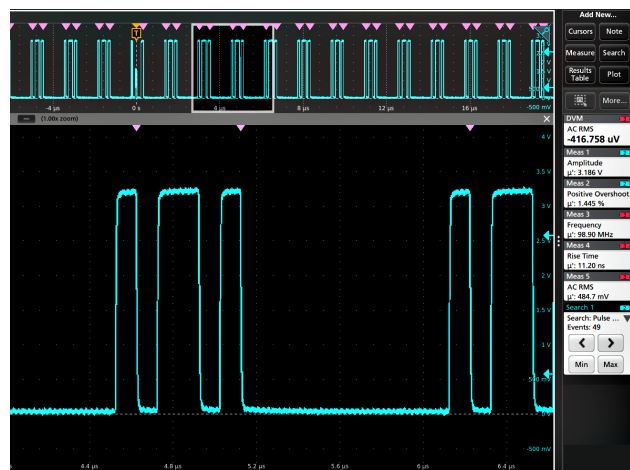 Add New...
Cursors Note
Measure Search
Results Table Plot
More...
T
-500 mV
-4 µs 0 s 4 µs 8 µs 12 µs 16 µs
(1.00x zoom)
4 V
3.5 V
3 V
2.5 V
2 V
1.5 V
1 V
500 mV
0 V
-500 mV
4.4 µs 4.8 µs 5.2 µs 5.6 µs 6 µs 6.4 µs
DVM
AC RMS
-416.758 uV
Meas 1 2
Amplitude
µ': 3.186 V
Meas 2 2
Positive Overshoot
µ': 1.445 %
Meas 3
Frequency
µ': 98.90 MHz
Meas 4
Rise Time
µ': 11.20 ns
Meas 5
AC RMS
µ': 484.7 mV
Search 1 2
Search: Pulse ...
Events: 49
Min Max